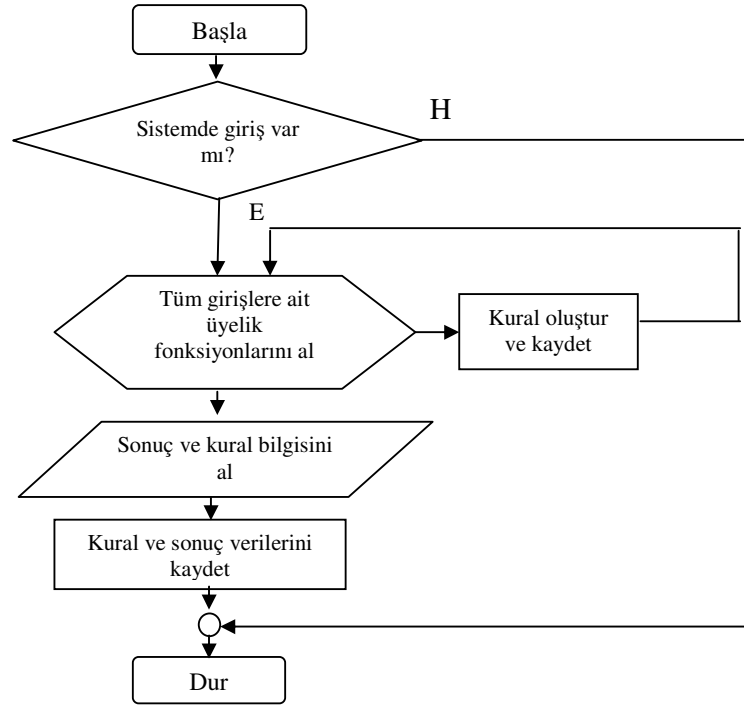 Başla
Sistemde giriş var
mı?
H
E
Tüm girişlere ait
üyelik
fonksiyonlarını al
Kural oluştur
ve kaydet
Sonuç ve kural bilgisini
al
Kural ve sonuç verilerini
kaydet
Dur